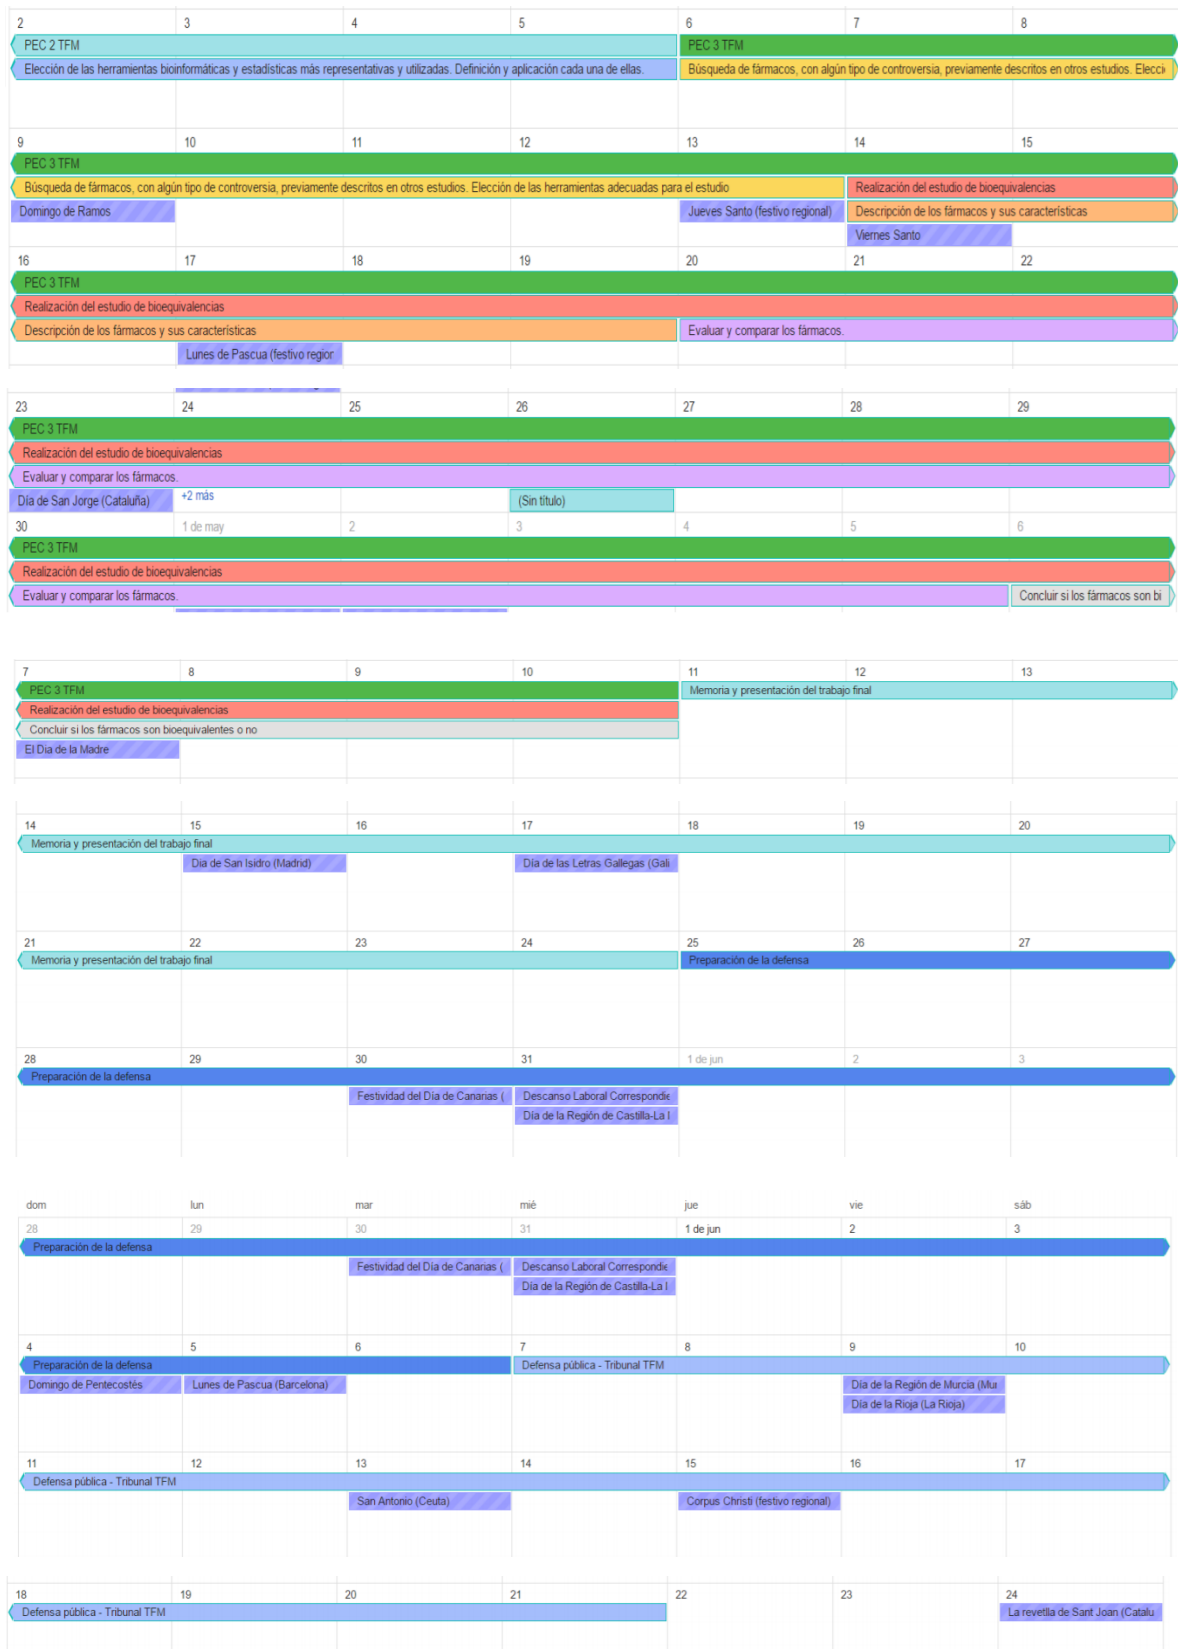 2 3 4 5 6 7 8
PEC 2 TFM PEC 3 TFM
Elección de las herramientas bioinformáticas y estadísticas más representativas y utilizadas. Definición y aplicación cada una de ellas. Búsqueda de fármacos, con algún tipo de controversia, previamente descritos en otros estudios. Elecci
9 10 11 12 13 14 15
PEC 3 TFM
Búsqueda de fármacos, con algún tipo de controversia, previamente descritos en otros estudios. Elección de las herramientas adecuadas para el estudio Realización del estudio de bioequivalencias
Domingo de Ramos Jueves Santo (festivo regional) Descripción de los fármacos y sus características
Viernes Santo
16 17 18 19 20 21 22
PEC 3 TFM
Realización del estudio de bioequivalencias
Descripción de los fármacos y sus características Evaluar y comparar los fármacos.
Lunes de Pascua (festivo region
23 24 25 26 27 28 29
PEC 3 TFM
Realización del estudio de bioequivalencias
Evaluar y comparar los fármacos.
Día de San Jorge (Cataluña) +2 más (Sin título)
30 1 de may 2 3 4 5 6
PEC 3 TFM
Realización del estudio de bioequivalencias
Evaluar y comparar los fármacos. Concluir si los fármacos son bi
7 8 9 10 11 12 13
PEC 3 TFM Memoria y presentación del trabajo final
Realización del estudio de bioequivalencias
Concluir si los fármacos son bioequivalentes o no
El Dia de la Madre
14 15 16 17 18 19 20
Memoria y presentación del trabajo final
Dia de San Isidro (Madrid) Día de las Letras Gallegas (Gali
21 22 23 24 25 26 27
Memoria y presentación del trabajo final Preparación de la defensa
28 29 30 31 1 de jun 2 3
Preparación de la defensa
Festividad del Día de Canarias ( Descanso Laboral Correspondie
Día de la Región de Castilla-La
dom lun mar mié jue vie sáb
28 29 30 31 1 de jun 2 3
Preparación de la defensa
Festividad del Día de Canarias ( Descanso Laboral Correspondie
Día de la Región de Castilla-La
4 5 6 7 8 9 10
Preparación de la defensa Defensa pública - Tribunal TFM
Domingo de Pentecostés Lunes de Pascua (Barcelona) Día de la Región de Murcia (Mur
Día de la Rioja (La Rioja)
11 12 13 14 15 16 17
Defensa pública - Tribunal TFM
San Antonio (Ceuta) Corpus Christi (festivo regional)
18 19 20 21 22 23 24
Defensa pública - Tribunal TFM La revetlla de Sant Joan (Catalu